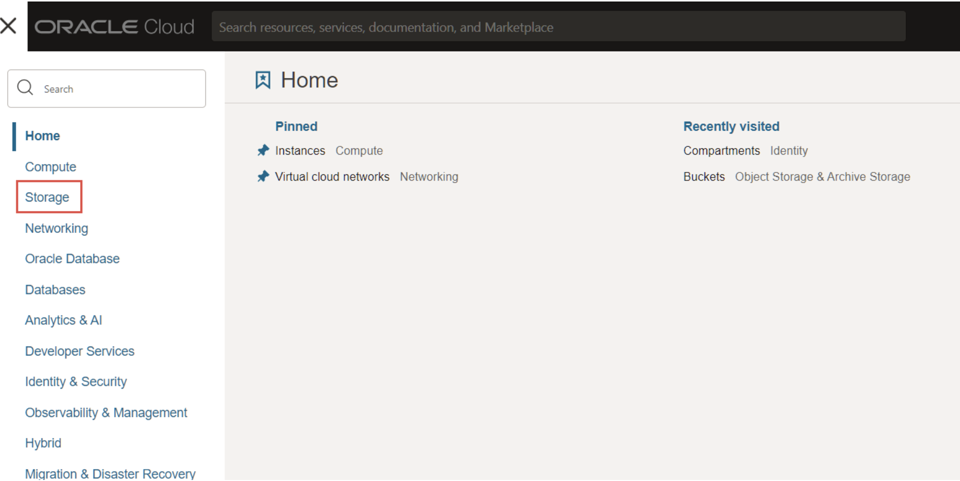 ORACLE Cloud
Search resources, services, documentation, and Marketplace
Search
Home
Compute
Storage
Networking
Oracle Database
Databases
Analytics & AI
Developer Services
Identity & Security
Observability & Management
Hybrid
Migration & Disaster Recovery
Home
Pinned
Instances Compute
Virtual cloud networks Networking
Recently visited
Compartments Identity
Buckets Object Storage & Archive Storage